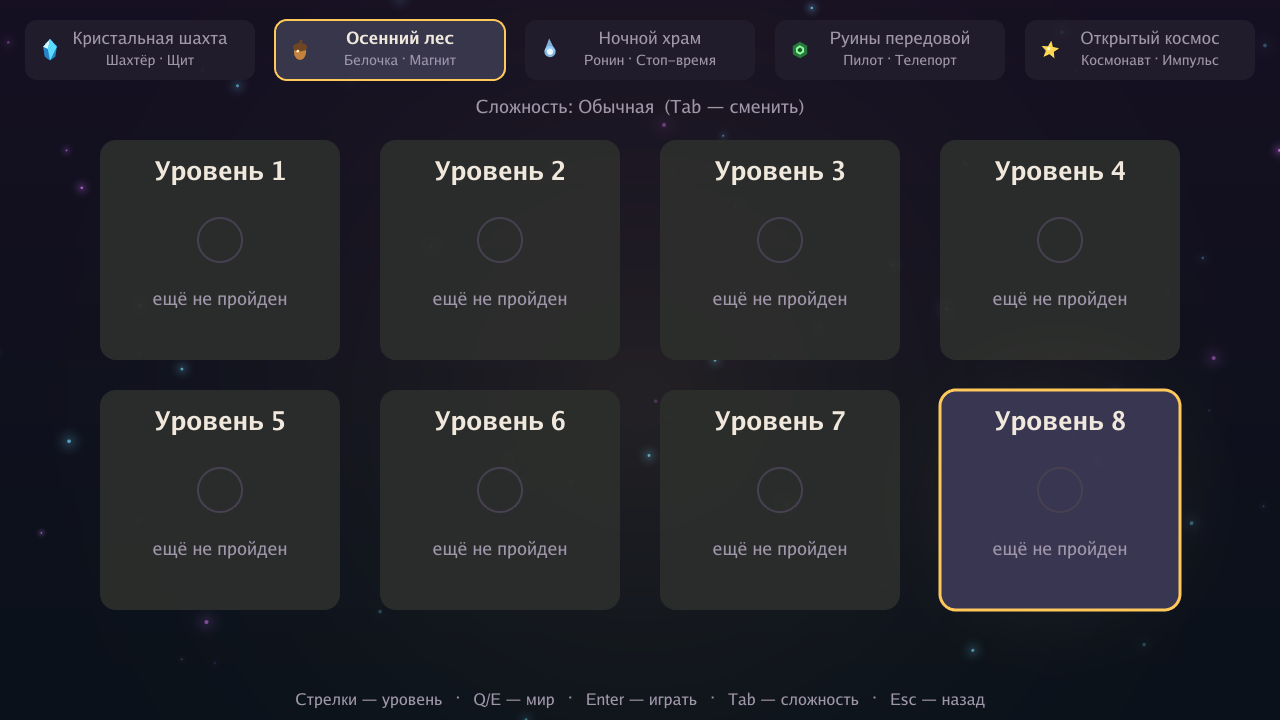 Кристальная шахта
Шахтёр · Щит
Осенний лес
Белочка · Магнит
Ночной храм
Ронин · Стоп–время
Руины передовой
Пилот · Телепорт
Открытый космос
Космонавт · Импульс
Сложность: Обычная (Tab — сменить)
Уровень 1
ещё не пройден
Уровень 2
ещё не пройден
Уровень 3
ещё не пройден
Уровень 4
ещё не пройден
Уровень 5
ещё не пройден
Уровень 6
ещё не пройден
Уровень 7
ещё не пройден
Уровень 8
ещё не пройден
Стрелки — уровень · Q/E — мир · Enter — играть · Tab — сложность · Esc — назад